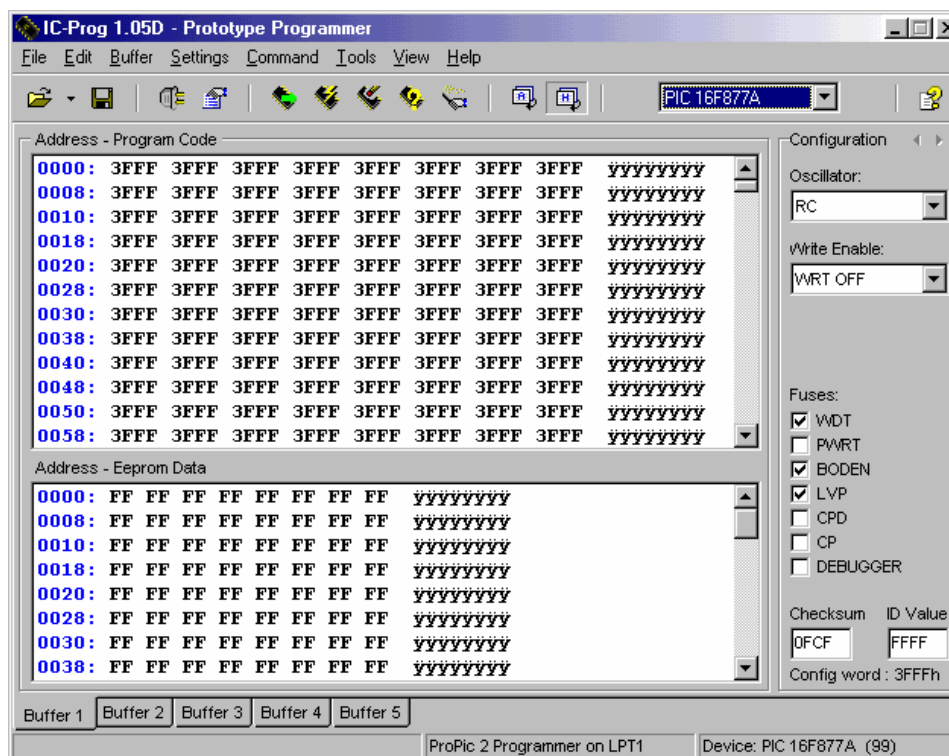 IC-Prog 1.05D - Prototype Programmer
File Edit Buffer Settings Command Tools View Help
PIC 16F877A
Address - Program Code
0000: 3FFF 3FFF 3FFF 3FFF 3FFF 3FFF 3FFF 3FFF ÿÿÿÿÿÿÿÿ
0008: 3FFF 3FFF 3FFF 3FFF 3FFF 3FFF 3FFF 3FFF ÿÿÿÿÿÿÿÿ
0010: 3FFF 3FFF 3FFF 3FFF 3FFF 3FFF 3FFF 3FFF ÿÿÿÿÿÿÿÿ
0018: 3FFF 3FFF 3FFF 3FFF 3FFF 3FFF 3FFF 3FFF ÿÿÿÿÿÿÿÿ
0020: 3FFF 3FFF 3FFF 3FFF 3FFF 3FFF 3FFF 3FFF ÿÿÿÿÿÿÿÿ
0028: 3FFF 3FFF 3FFF 3FFF 3FFF 3FFF 3FFF 3FFF ÿÿÿÿÿÿÿÿ
0030: 3FFF 3FFF 3FFF 3FFF 3FFF 3FFF 3FFF 3FFF ÿÿÿÿÿÿÿÿ
0038: 3FFF 3FFF 3FFF 3FFF 3FFF 3FFF 3FFF 3FFF ÿÿÿÿÿÿÿÿ
0040: 3FFF 3FFF 3FFF 3FFF 3FFF 3FFF 3FFF 3FFF ÿÿÿÿÿÿÿÿ
0048: 3FFF 3FFF 3FFF 3FFF 3FFF 3FFF 3FFF 3FFF ÿÿÿÿÿÿÿÿ
0050: 3FFF 3FFF 3FFF 3FFF 3FFF 3FFF 3FFF 3FFF ÿÿÿÿÿÿÿÿ
0058: 3FFF 3FFF 3FFF 3FFF 3FFF 3FFF 3FFF 3FFF ÿÿÿÿÿÿÿÿ
Address - Eeprom Data
0000: FF FF FF FF FF FF FF FF ÿÿÿÿÿÿÿÿ
0008: FF FF FF FF FF FF FF FF ÿÿÿÿÿÿÿÿ
0010: FF FF FF FF FF FF FF FF ÿÿÿÿÿÿÿÿ
0018: FF FF FF FF FF FF FF FF ÿÿÿÿÿÿÿÿ
0020: FF FF FF FF FF FF FF FF ÿÿÿÿÿÿÿÿ
0028: FF FF FF FF FF FF FF FF ÿÿÿÿÿÿÿÿ
0030: FF FF FF FF FF FF FF FF ÿÿÿÿÿÿÿÿ
0038: FF FF FF FF FF FF FF FF ÿÿÿÿÿÿÿÿ
Configuration
Oscillator:
RC
Write Enable:
WRT OFF
Fuses:
WDT
PWRT
BODEN
LVP
CPD
CP
DEBUGGER
Checksum ID Value
0FCF FFFF
Config word : 3FFFh
Buffer 1 Buffer 2 Buffer 3 Buffer 4 Buffer 5
ProPic 2 Programmer on LPT1 Device: PIC 16F877A (99)